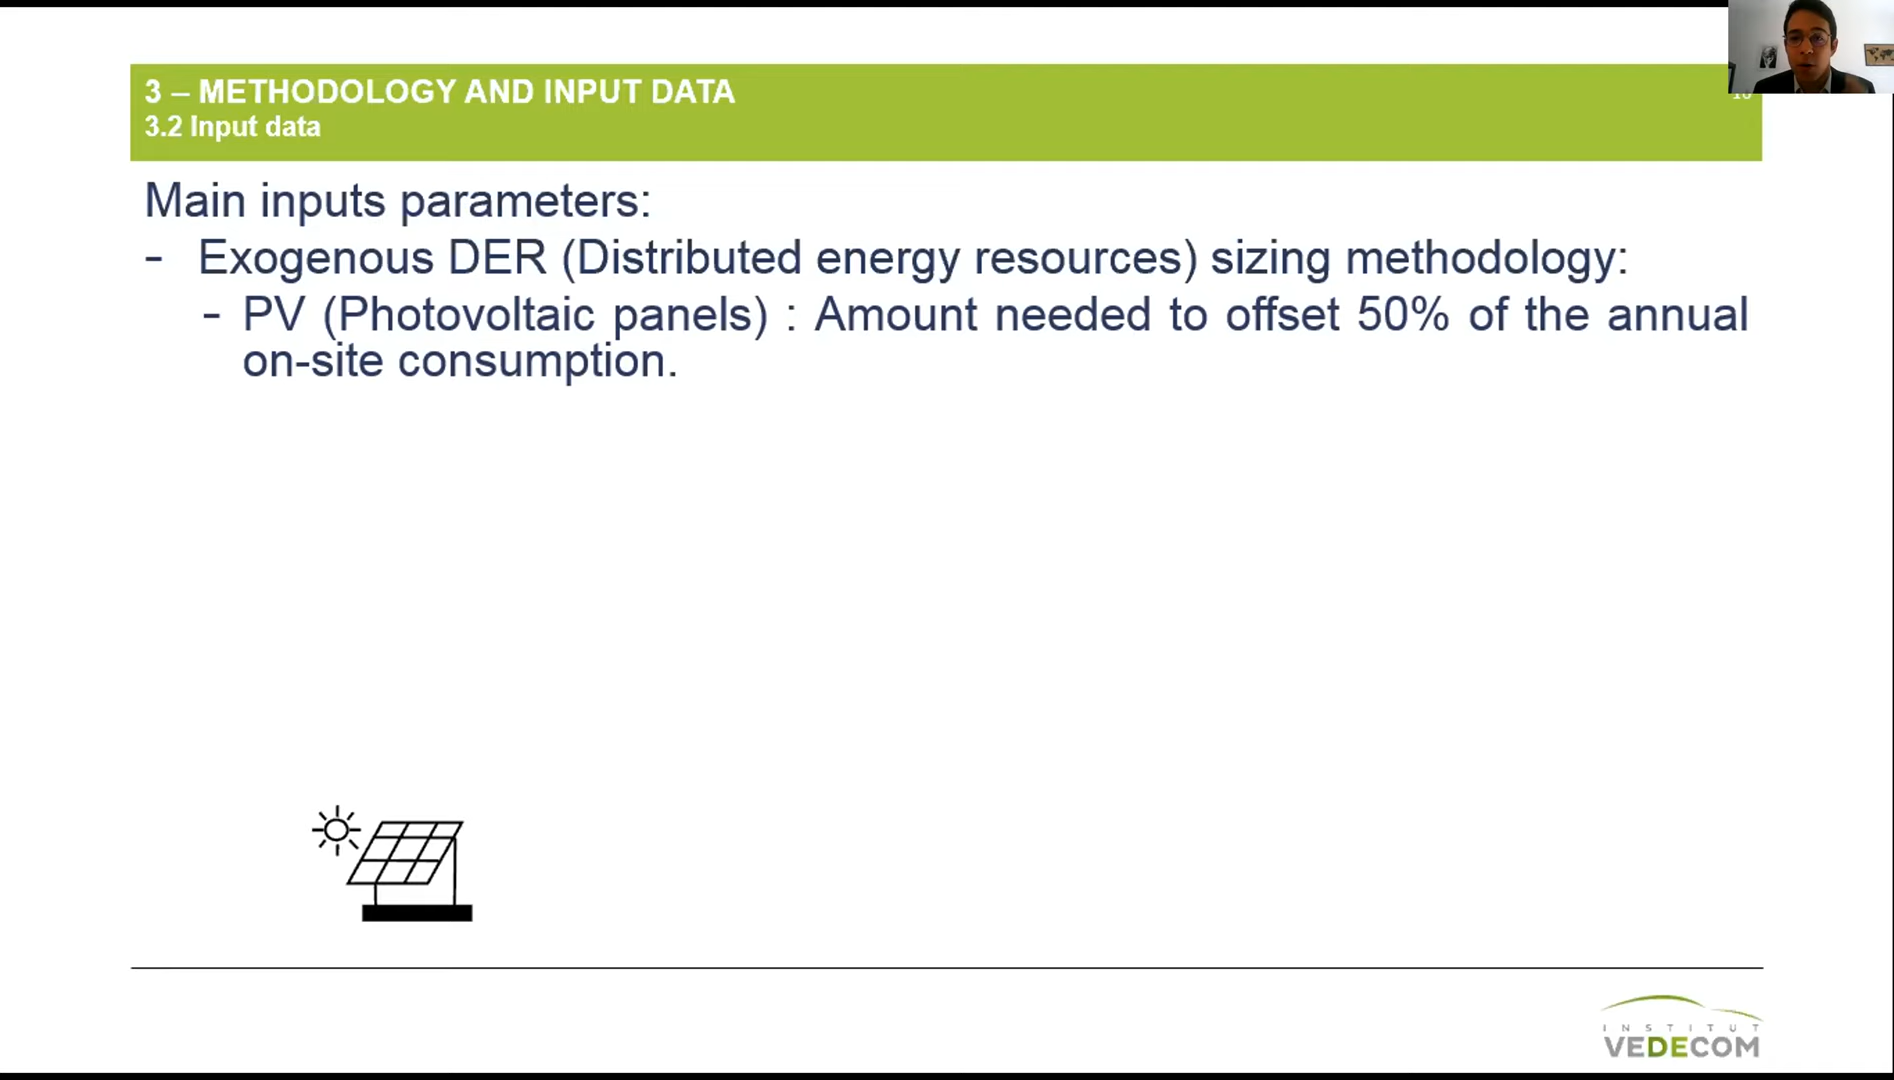 3 – METHODOLOGY AND INPUT DATA
3.2 Input data
Main inputs parameters:
- Exogenous DER (Distributed energy resources) sizing methodology:
- PV (Photovoltaic panels) : Amount needed to offset 50% of the annual
on-site consumption.
INSTITUT
VEDECOM